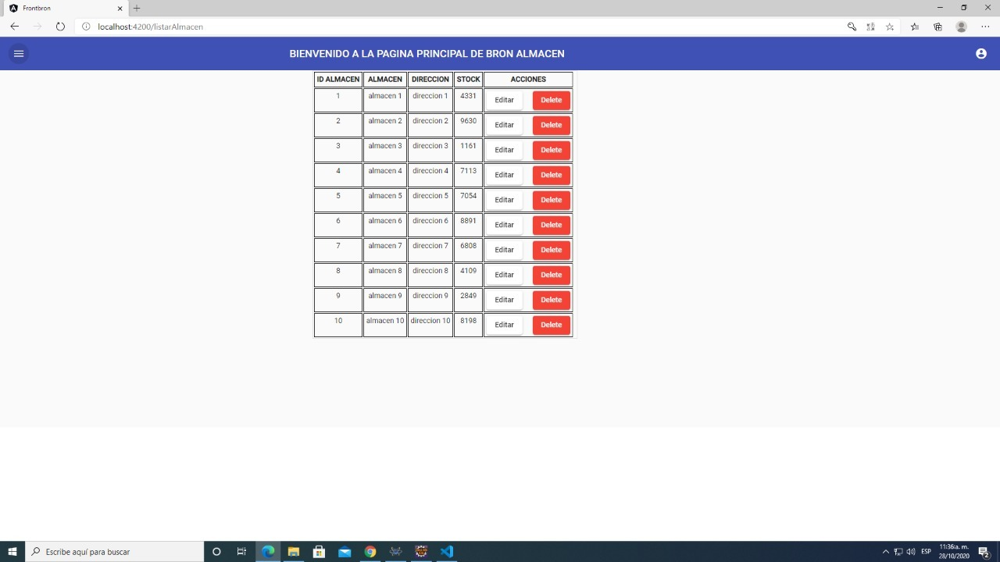 Frontbron
localhost:4200/listarAlmacen
BIENVENIDO A LA PAGINA PRINCIPAL DE BRON ALMACEN
ID ALMACEN ALMACEN DIRECCION STOCK ACCIONES
1 almacen 1 direccion 1 4331 Editar Delete
2 almacen 2 direccion 2 9630 Editar Delete
3 almacen 3 direccion 3 1161 Editar Delete
4 almacen 4 direccion 4 7113 Editar Delete
5 almacen 5 direccion 5 7054 Editar Delete
6 almacen 6 direccion 6 8891 Editar Delete
7 almacen 7 direccion 7 6808 Editar Delete
8 almacen 8 direccion 8 4109 Editar Delete
9 almacen 9 direccion 9 2849 Editar Delete
10 almacen 10 direccion 10 8198 Editar Delete
Escribe aquí para buscar
ESP
11:36a. m.
28/10/2020
2